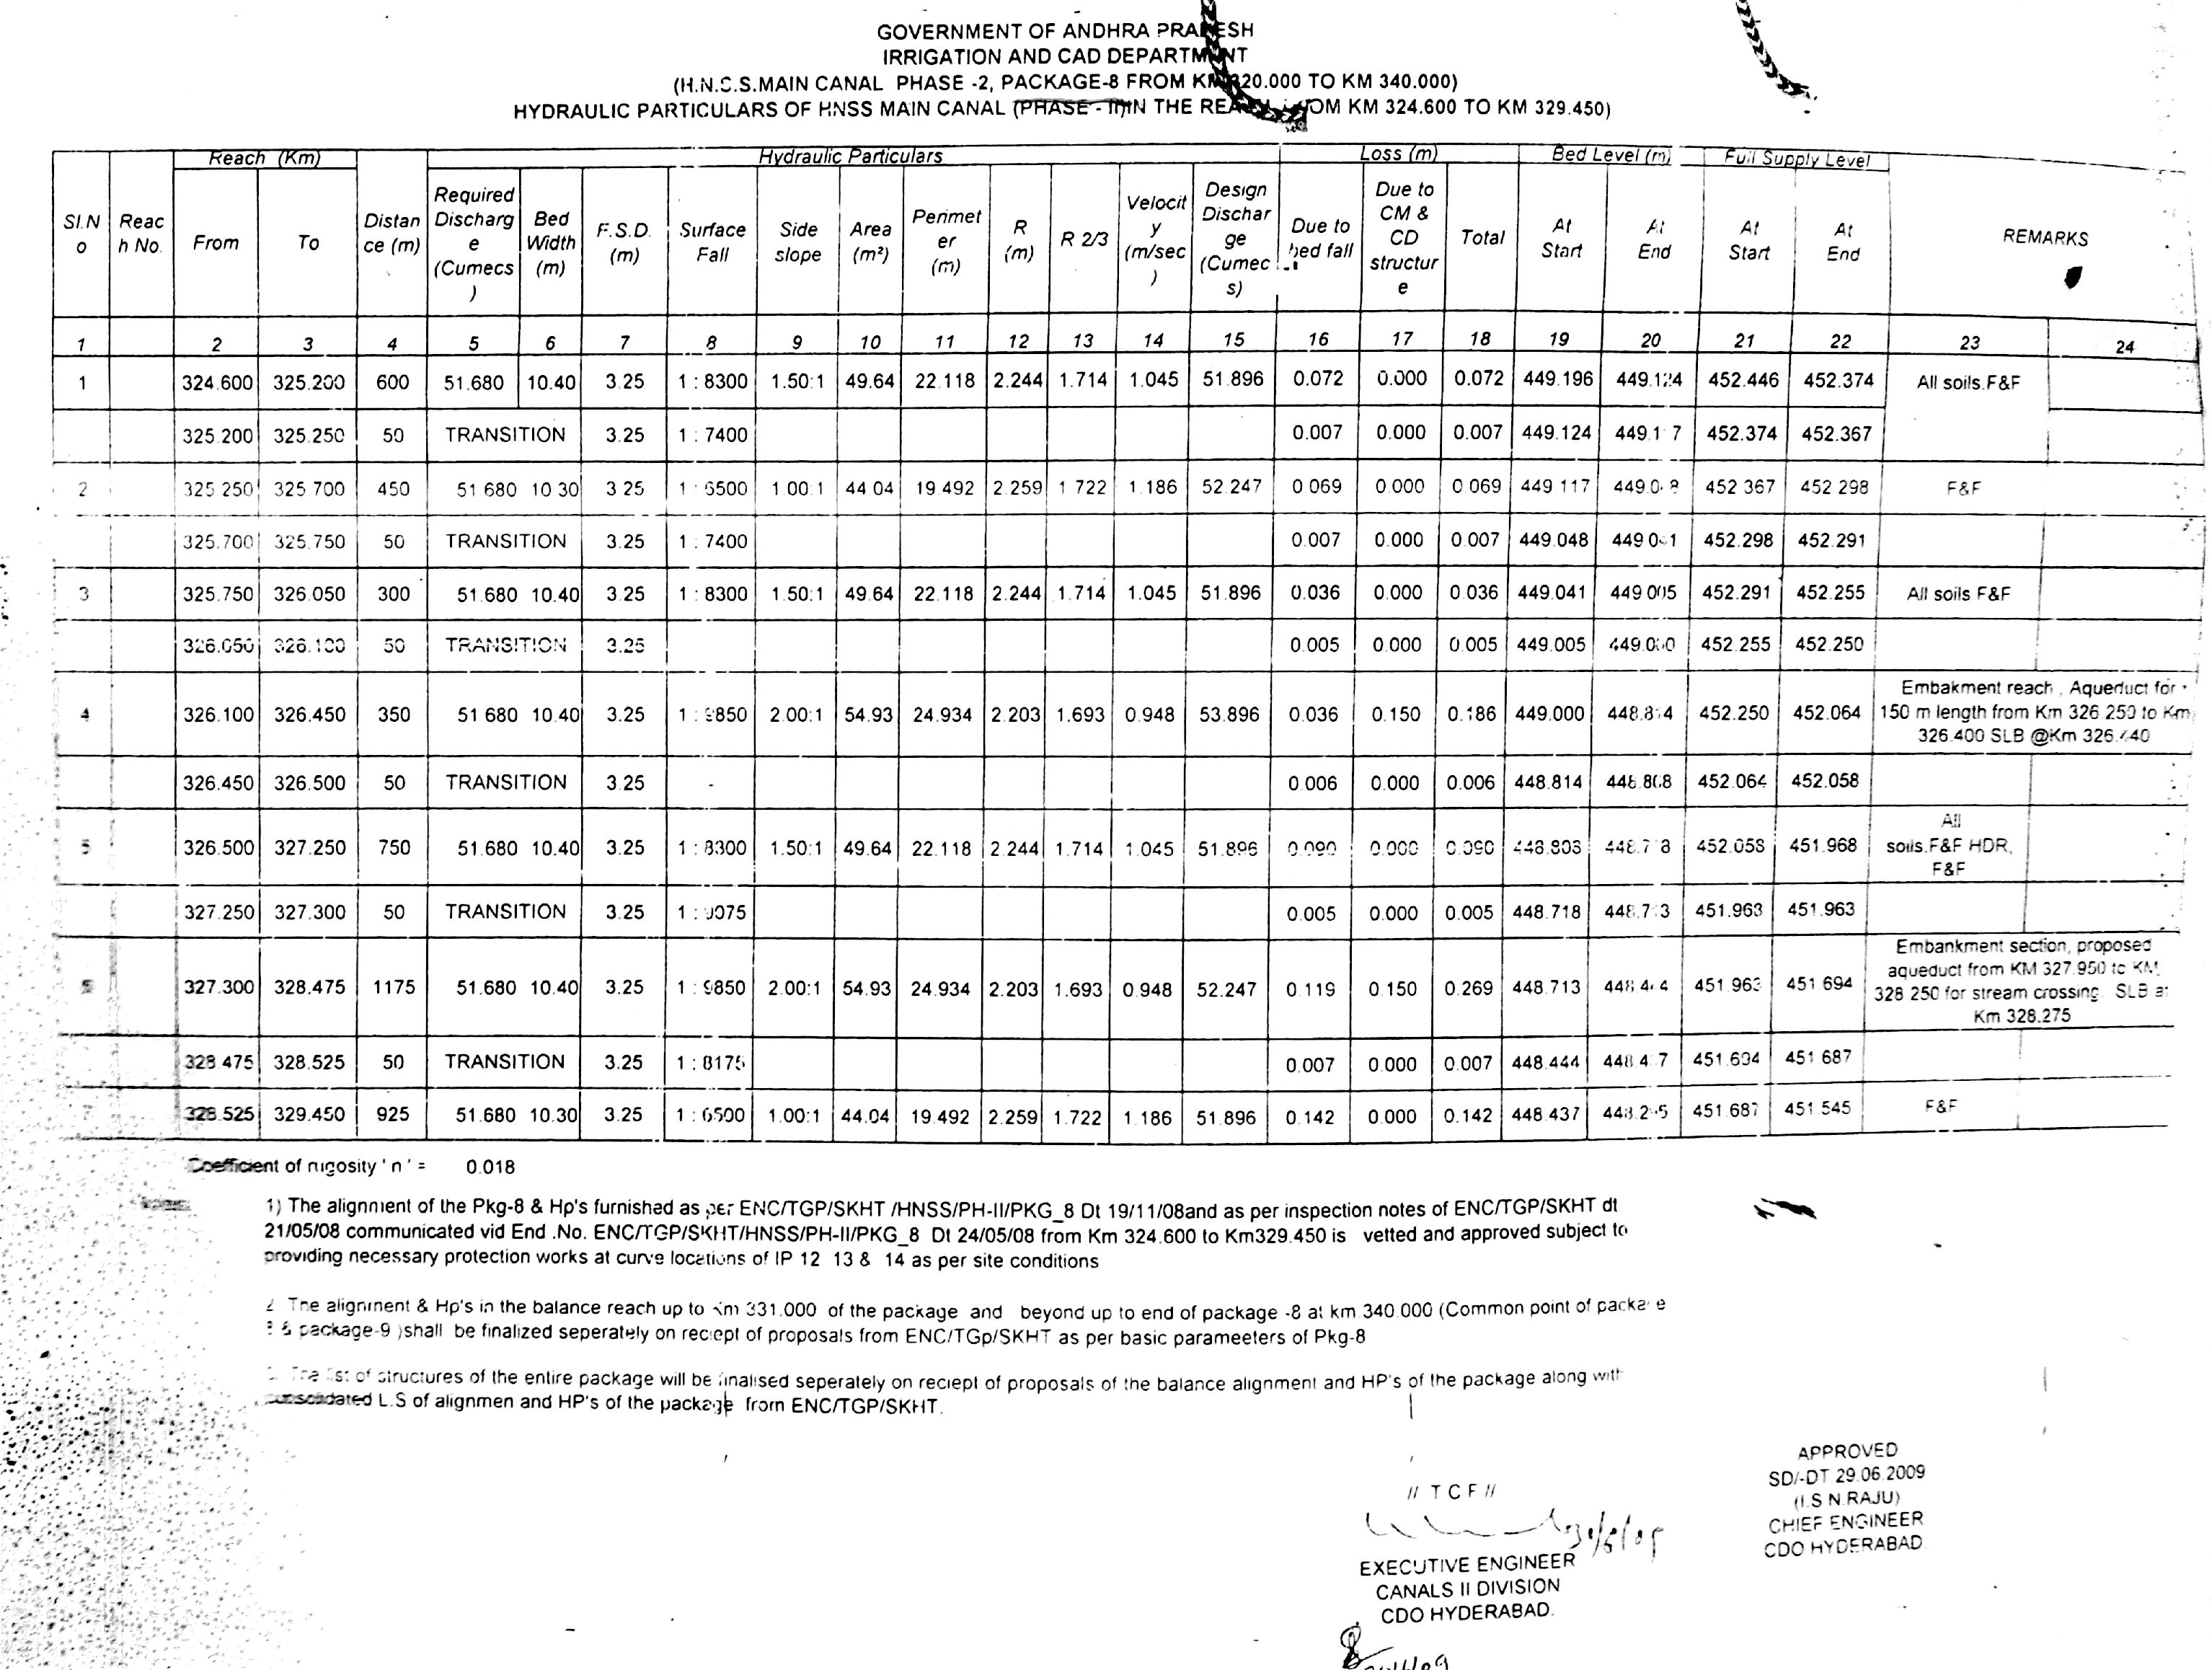 GOVERNMENT OF ANDHRA PRADESH
IRRIGATION AND CAD DEPARTMENT
(H.N.S.S.MAIN CANAL PHASE -2, PACKAGE-8 FROM KM 320.000 TO KM 340.000)
HYDRAULIC PARTICULARS OF HNSS MAIN CANAL (PHASE - II)IN THE REACH FROM KM 324.600 TO KM 329.450)
Sl.No Reach No. Reach (Km) From To Distance (m) Hydraulic Particulars Required Discharge (Cumecs) Bed Width (m) F.S.D. (m) Surface Fall Side slope Area (m²) Perimeter (m) R (m) R 2/3 Velocity (m/sec) Design Discharge (Cumecs) Loss (m) Due to bed fall Due to CM & CD structure Total Bed Level (m) At Start At End Full Supply Level At Start At End REMARKS
1 2 3 4 5 6 7 8 9 10 11 12 13 14 15 16 17 18 19 20 21 22 23 24
1 324.600 325.200 600 51.680 10.40 3.25 1 : 8300 1.50:1 49.64 22.118 2.244 1.714 1.045 51.896 0.072 0.000 0.072 449.196 449.124 452.446 452.374 All soils.F&F
325.200 325.250 50 TRANSITION 3.25 1 : 7400 0.007 0.000 0.007 449.124 449.117 452.374 452.367
2 325 250 325 700 450 51 680 10 30 3 25 1 : 6500 1 00:1 44 04 19 492 2.259 1 722 1.186 52.247 0 069 0.000 0 069 449 117 449.048 452 367 452 298 F&F
325.700 325.750 50 TRANSITION 3.25 1 : 7400 0.007 0.000 0.007 449.048 449 041 452.298 452.291
3 325.750 326.050 300 51.680 10.40 3.25 1 : 8300 1.50:1 49.64 22.118 2.244 1.714 1.045 51.896 0.036 0.000 0.036 449.041 449 005 452.291 452.255 All soils F&F
326.050 326.100 50 TRANSITION 3.25 0.005 0.000 0.005 449.005 449.000 452.255 452.250
4 326.100 326.450 350 51 680 10.40 3.25 1 : 9850 2.00:1 54.93 24.934 2.203 1.693 0.948 53.896 0.036 0.150 0.186 449.000 448.814 452.250 452.064 Embakment reach , Aqueduct for
150 m length from Km 326 250 to Km
326.400 SLB @Km 326.440
326.450 326.500 50 TRANSITION 3.25 - 0.006 0.000 0.006 448.814 448.808 452.064 452.058
5 326.500 327.250 750 51.680 10.40 3.25 1 : 8300 1.50:1 49.64 22.118 2.244 1.714 1.045 51.896 0.090 0.000 0.090 448.808 448.718 452.058 451.968 All
soils.F&F HDR,
F&F
327.250 327.300 50 TRANSITION 3.25 1 : 9075 0.005 0.000 0.005 448.718 448.713 451.963 451.963
327.300 328.475 1175 51.680 10.40 3.25 1 : 9850 2.00:1 54.93 24.934 2.203 1.693 0.948 52.247 0.119 0.150 0.269 448.713 448.444 451.963 451 694 Embankment section, proposed
aqueduct from KM 327.950 to KM
328 250 for stream crossing. SLB at
Km 328.275
328.475 328.525 50 TRANSITION 3.25 1 : 8175 0.007 0.000 0.007 448.444 448.437 451.694 451 687
328.525 329.450 925 51.680 10.30 3.25 1 : 6500 1.00:1 44.04 19.492 2.259 1.722 1.186 51.896 0.142 0.000 0.142 448.437 448.295 451.687 451.545 F&F
Coefficient of rugosity ' n ' = 0.018
1) The alignment of the Pkg-8 & Hp's furnished as per ENC/TGP/SKHT /HNSS/PH-II/PKG_8 Dt 19/11/08and as per inspection notes of ENC/TGP/SKHT dt
21/05/08 communicated vid End .No. ENC/TGP/SKHT/HNSS/PH-II/PKG_8 Dt 24/05/08 from Km 324.600 to Km329.450 is vetted and approved subject to
providing necessary protection works at curve locations of IP 12 13 & 14 as per site conditions
2 The alignment & Hp's in the balance reach up to Km 331.000 of the package and beyond up to end of package -8 at km 340.000 (Common point of package
8 & package-9 )shall be finalized seperately on reciept of proposals from ENC/TGp/SKHT as per basic parameeters of Pkg-8
The list of structures of the entire package will be finalised seperately on reciept of proposals of the balance alignment and HP's of the package along with
consolidated L.S of alignmen and HP's of the package from ENC/TGP/SKHT.
// T C F //
EXECUTIVE ENGINEER
CANALS II DIVISION
CDO HYDERABAD.
APPROVED
SD/-DT 29.06.2009
(I.S N.RAJU)
CHIEF ENGINEER
CDO HYDERABAD